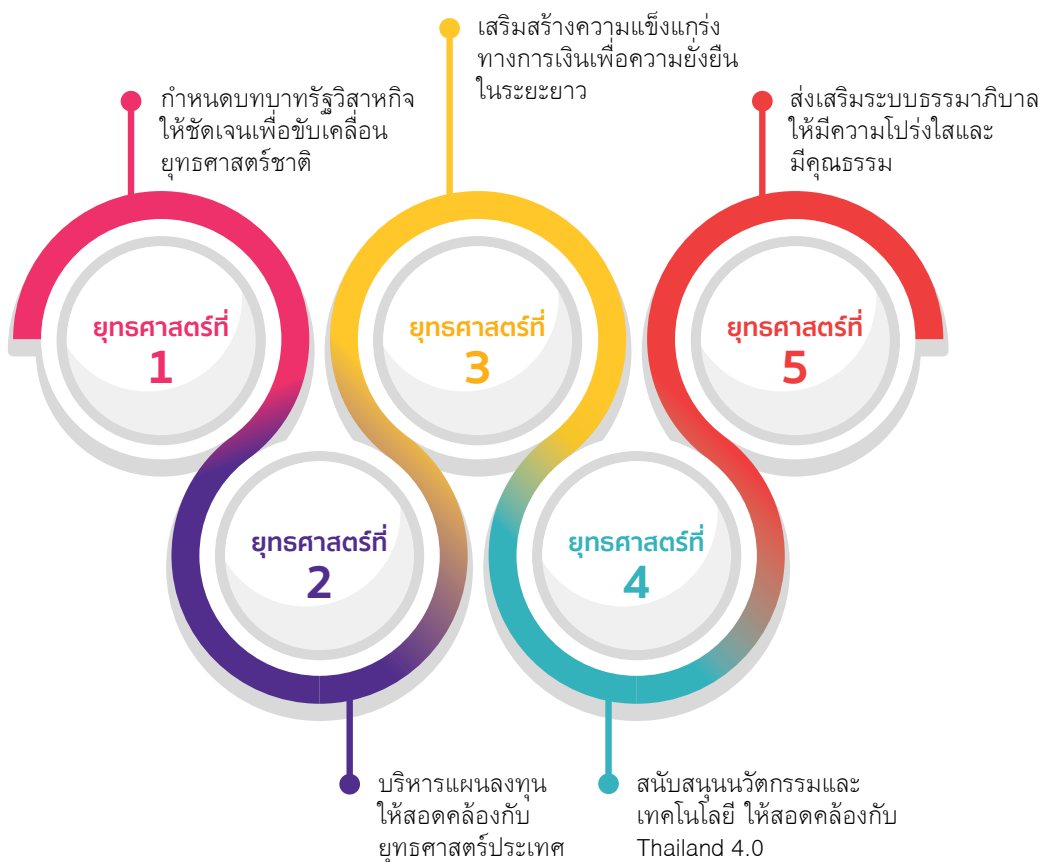 กำหนดบทบาทรัฐวิสาหกิจ
ให้ชัดเจนเพื่อขับเคลื่อน
ยุทธศาสตร์ชาติ
ยุทธศาสตร์ที่
1
ยุทธศาสตร์ที่
2
บริหารแผนลงทุน
ให้สอดคล้องกับ
ยุทธศาสตร์ประเทศ
เสริมสร้างความแข็งแกร่ง
ทางการเงินเพื่อความยั่งยืน
ในระยะยาว
ยุทธศาสตร์ที่
3
ยุทธศาสตร์ที่
4
สนับสนุนนวัตกรรมและ
เทคโนโลยี ให้สอดคล้องกับ
Thailand 4.0
ส่งเสริมระบบธรรมาภิบาล
ให้มีความโปร่งใสและ
มีคุณธรรม
ยุทธศาสตร์ที่
5